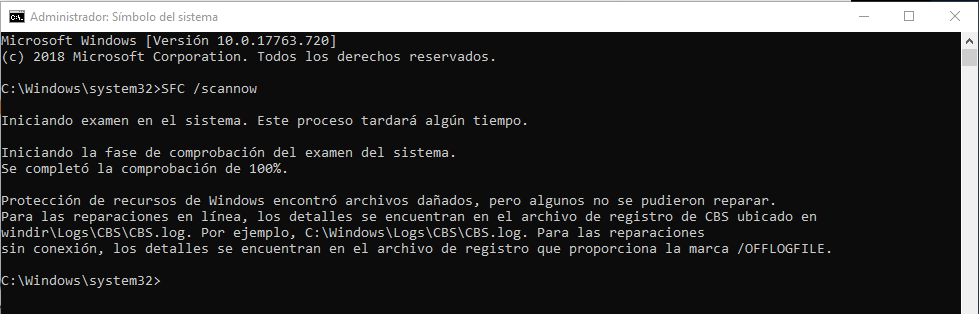 Administrador: Símbolo del sistema
Microsoft Windows [Versión 10.0.17763.720]
(c) 2018 Microsoft Corporation. Todos los derechos reservados.
C:\Windows\system32>SFC /scannow
Iniciando examen en el sistema. Este proceso tardará algún tiempo.
Iniciando la fase de comprobación del examen del sistema.
Se completó la comprobación de 100%.
Protección de recursos de Windows encontró archivos dañados, pero algunos no se pudieron reparar.
Para las reparaciones en línea, los detalles se encuentran en el archivo de registro de CBS ubicado en
windir\Logs\CBS\CBS.log. Por ejemplo, C:\Windows\Logs\CBS\CBS.log. Para las reparaciones
sin conexión, los detalles se encuentran en el archivo de registro que proporciona la marca /OFFLOGFILE.
C:\Windows\system32>